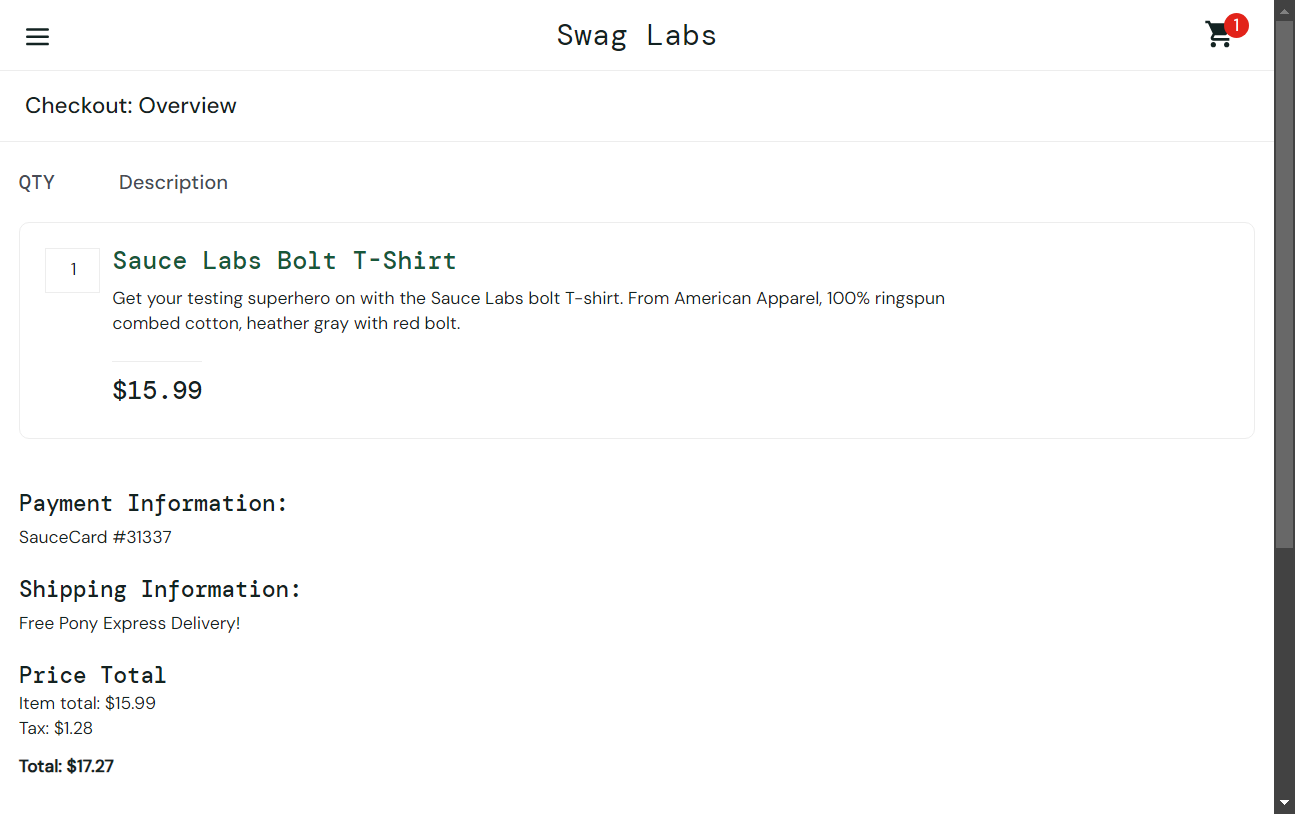 Swag Labs
1
Checkout: Overview
QTY
Description
1
Sauce Labs Bolt T-Shirt
Get your testing superhero on with the Sauce Labs bolt T-shirt. From American Apparel, 100% ringspun
combed cotton, heather gray with red bolt.
$15.99
Payment Information:
SauceCard #31337
Shipping Information:
Free Pony Express Delivery!
Price Total
Item total: $15.99
Tax: $1.28
Total: $17.27